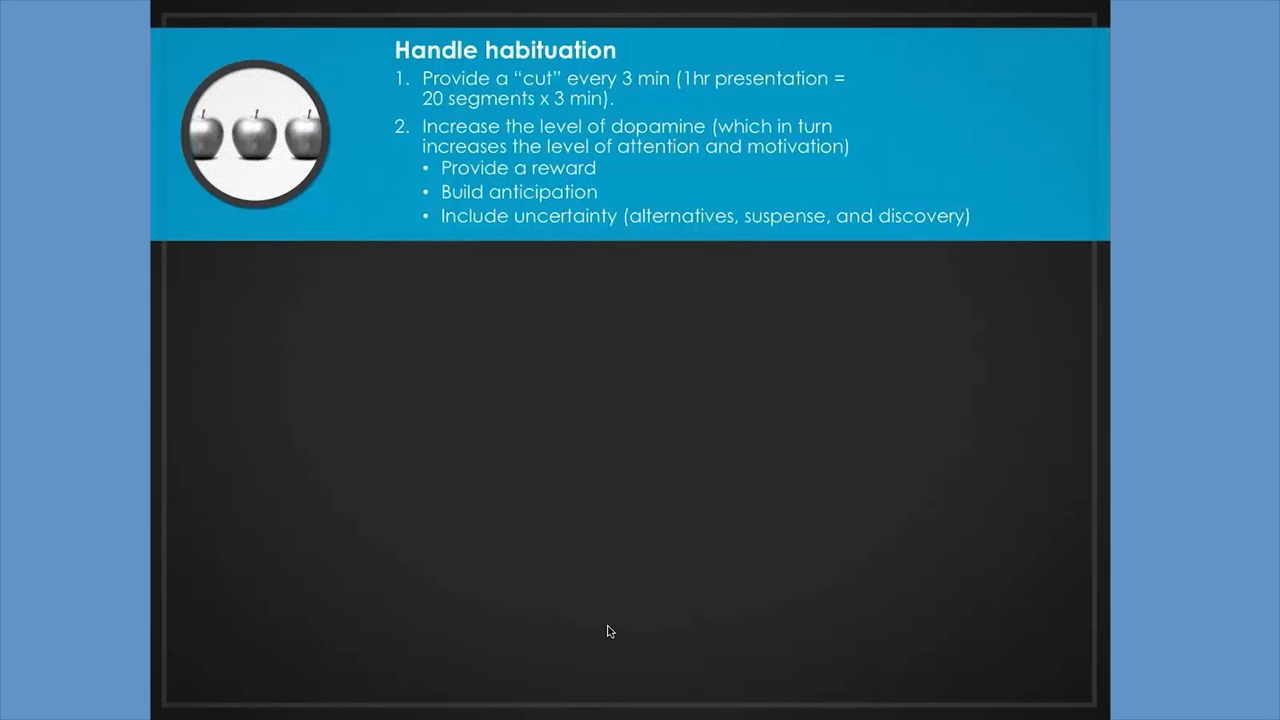 Handle habituation
1. Provide a “cut” every 3 min (1hr presentation =
20 segments x 3 min).
2. Increase the level of dopamine (which in turn
increases the level of attention and motivation)
• Provide a reward
• Build anticipation
• Include uncertainty (alternatives, suspense, and discovery)